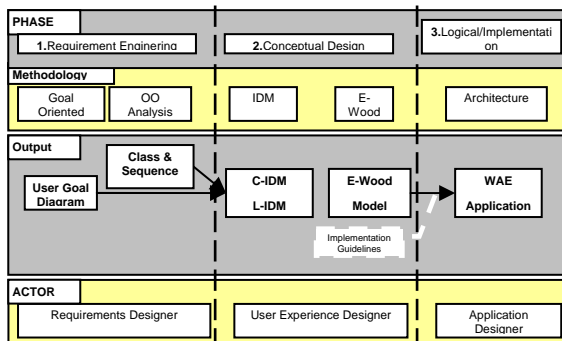 PHASE
1.Requirement Enginering
2.Conceptual Design
3.Logical/Implementati
on
Methodology
Goal
Oriented
OO
Analysis
IDM
E-
Wood
Architecture
Output
Class &
Sequence
User Goal
Diagram
C-IDM
L-IDM
E-Wood
Model
WAE
Application
Implementation
Guidelines
ACTOR
Requirements Designer
User Experience Designer
Application
Designer